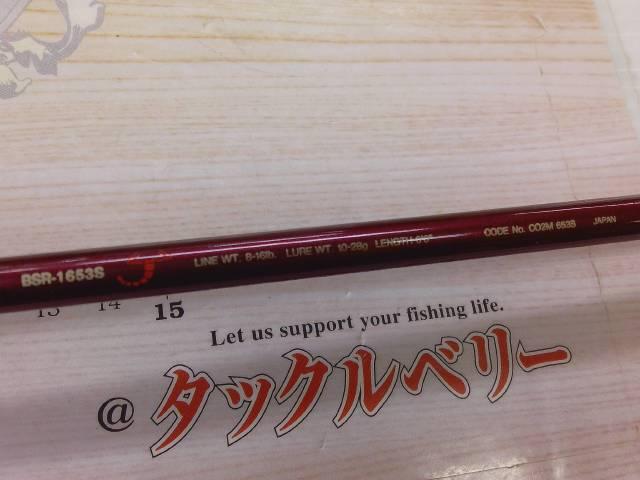 BSR-1653S LINE WT. 8-16lb. LURE WT. 10-28g CODE No. CO2M 653S JAPAN
13 14 15
Let us support your fishing life.
@ タックルベリー